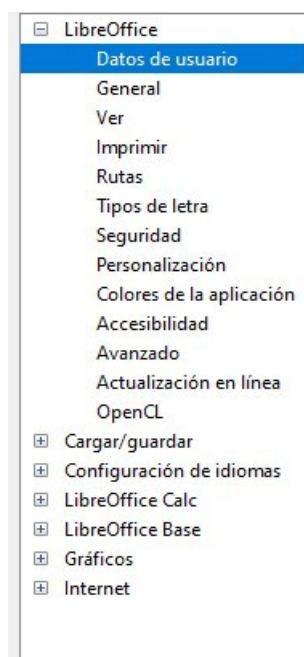 LibreOffice
Datos de usuario
General
Ver
Imprimir
Rutas
Tipos de letra
Seguridad
Personalización
Colores de la aplicación
Accesibilidad
Avanzado
Actualización en línea
OpenCL
Cargar/guardar
Configuración de idiomas
LibreOffice Calc
LibreOffice Base
Gráficos
Internet